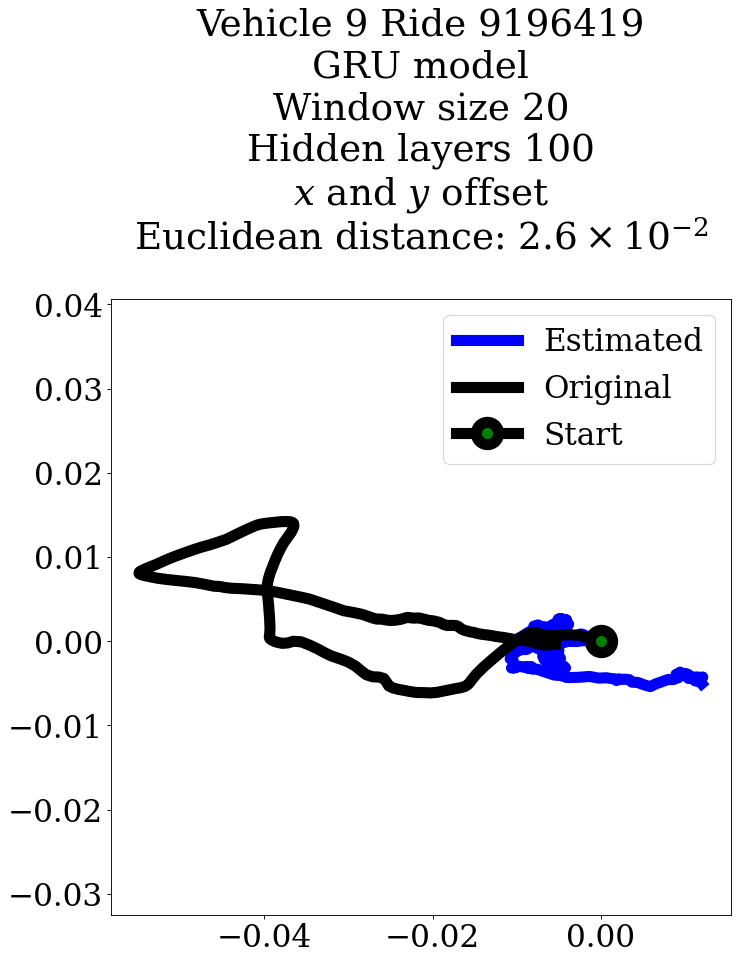 Vehicle 9 Ride 9196419
GRU model
Window size 20
Hidden layers 100
x and y offset
Euclidean distance: 2.6 × 10⁻²
0.04
0.03
0.02
0.01
0.00
−0.01
−0.02
−0.03
Estimated
Original
Start
−0.04
−0.02
0.00